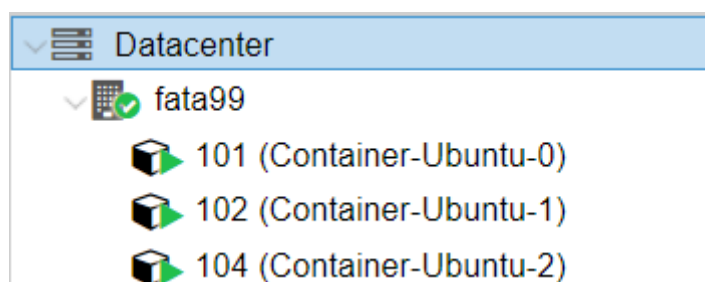 Datacenter
fata99
101 (Container-Ubuntu-0)
102 (Container-Ubuntu-1)
104 (Container-Ubuntu-2)